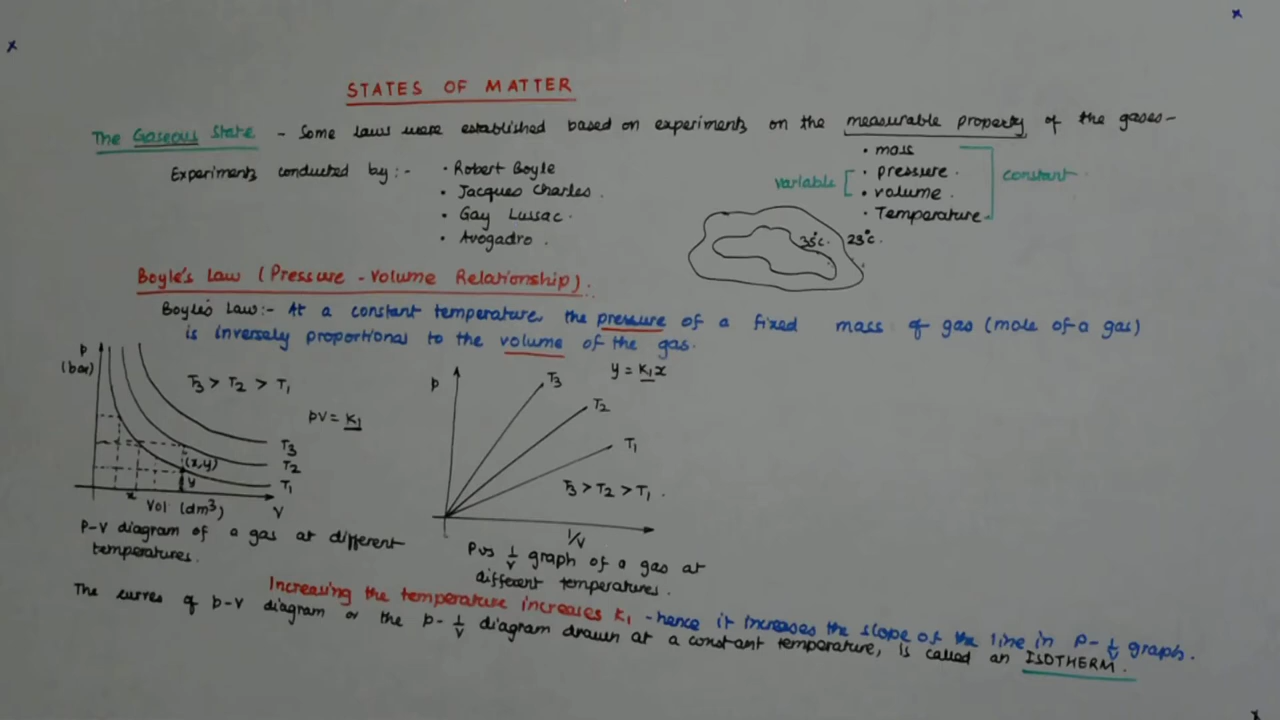 STATES OF MATTER
The Gaseous State - Some laws were established based on experiments on the measurable property of the gases-
Experiments conducted by:-
• Robert Boyle
• Jacques Charles.
• Gay Lussac.
• Avogadro.
• mass
• pressure.
• volume.
• Temperature
variable
constant
35°C. 23°C.
Boyle's Law (Pressure - Volume Relationship).
Boyle's Law:- At a constant temperature, the pressure of a fixed mass of gas (mole of a gas)
is inversely proportional to the volume of the gas.
P
(bar)
T3 > T2 > T1
PV = K1
T3
T2
T1
(x,y)
y
x
Vol (dm³)
V
P-V diagram of a gas at different
temperatures.
y = K1x
P
T3
T2
T1
T3 > T2 > T1.
1/V
P vs 1/V graph of a gas at
different temperatures.
Increasing the temperature increases K1 - hence it increases the slope of the line in P-1/V graph.
The curves of P-V diagram or the P-1/V diagram drawn at a constant temperature, is called an ISOTHERM.